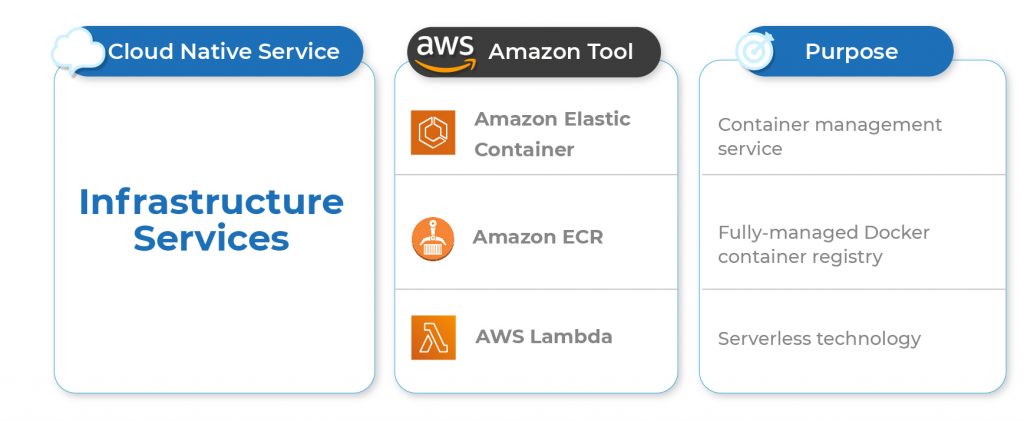 Cloud Native Service
aws
Amazon Tool
Purpose
Infrastructure
Services
Amazon Elastic
Container
Container management
service
Amazon ECR
Fully-managed Docker
container registry
AWS Lambda
Serverless technology